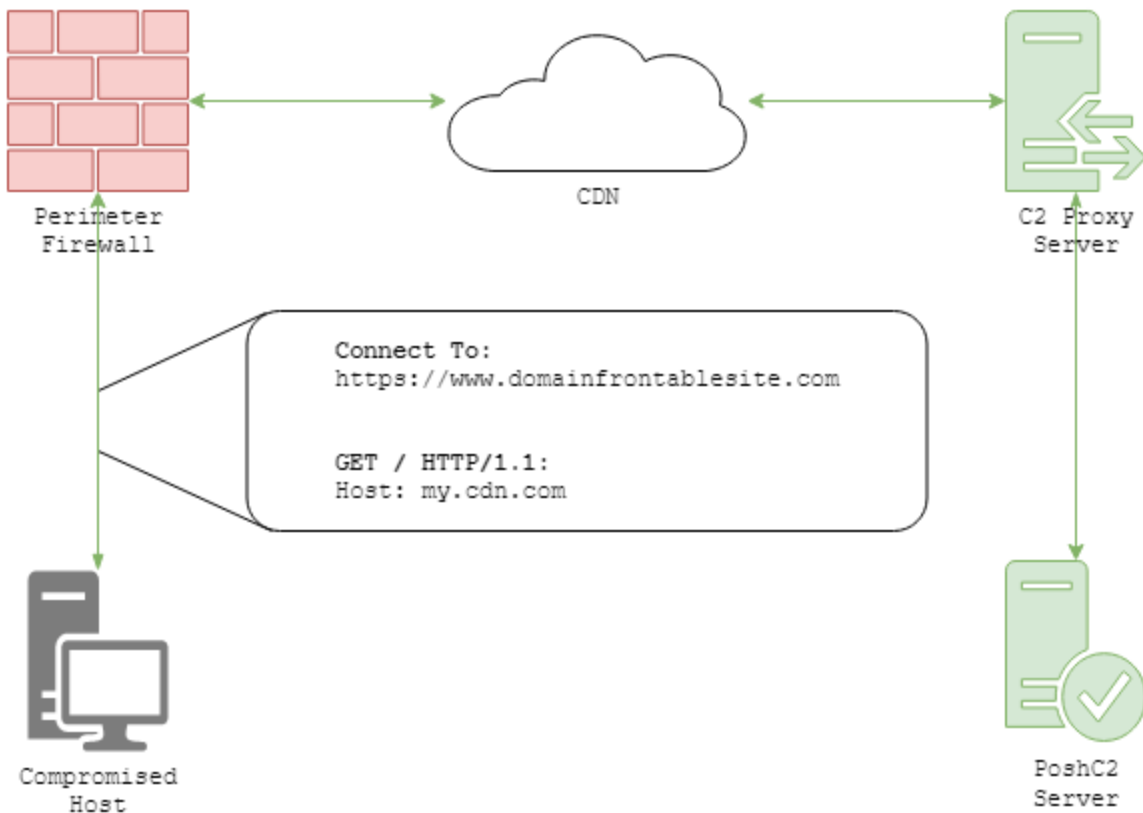 CDN
Perimeter
Firewall
C2 Proxy
Server
Connect To:
https://www.domainfrontablesite.com
GET / HTTP/1.1:
Host: my.cdn.com
Compromised
Host
PoshC2
Server